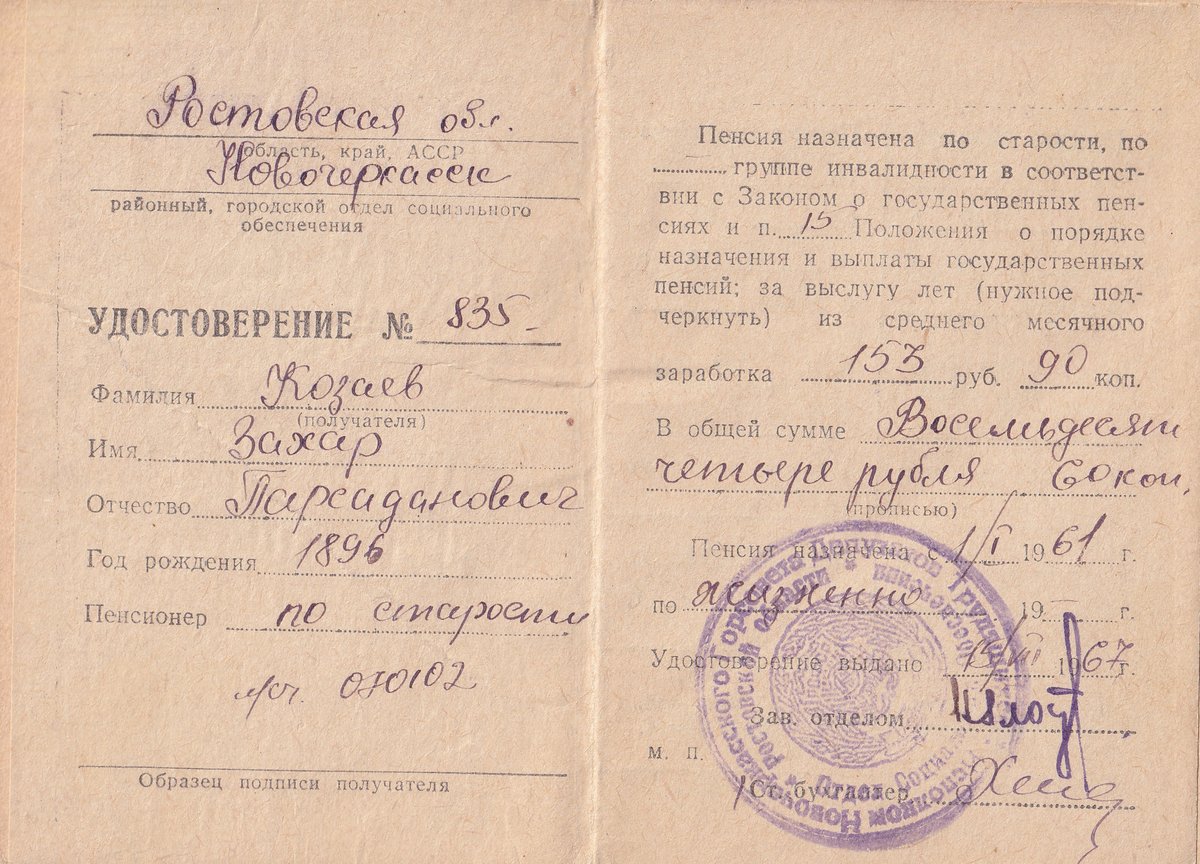 Ростовская обл.
область, край, АССР
Новочеркасск
районный, городской отдел социального
обеспечения
УДОСТОВЕРЕНИЕ № 835-
Фамилия Козаев
(получателя)
Имя Захар
Отчество Парсаданович
Год рождения 1896
Пенсионер по старости
л/сч. 070102
Образец подписи получателя
Пенсия назначена по старости, по
группе инвалидности в соответст-
вии с Законом о государственных пен-
сиях и п. 15 Положения о порядке
назначения и выплаты государственных
пенсий; за выслугу лет (нужное под-
черкнуть) из среднего месячного
заработка 153 руб. 90 коп.
В общей сумме Восемьдесят
четыре рубля 60 коп.
(прописью)
Пенсия назначена с 1/I 1961 г.
по жизненно 19— г.
Удостоверение выдано 1967 г.
Зав. отделом
М. П.
Ст. бухгалтер